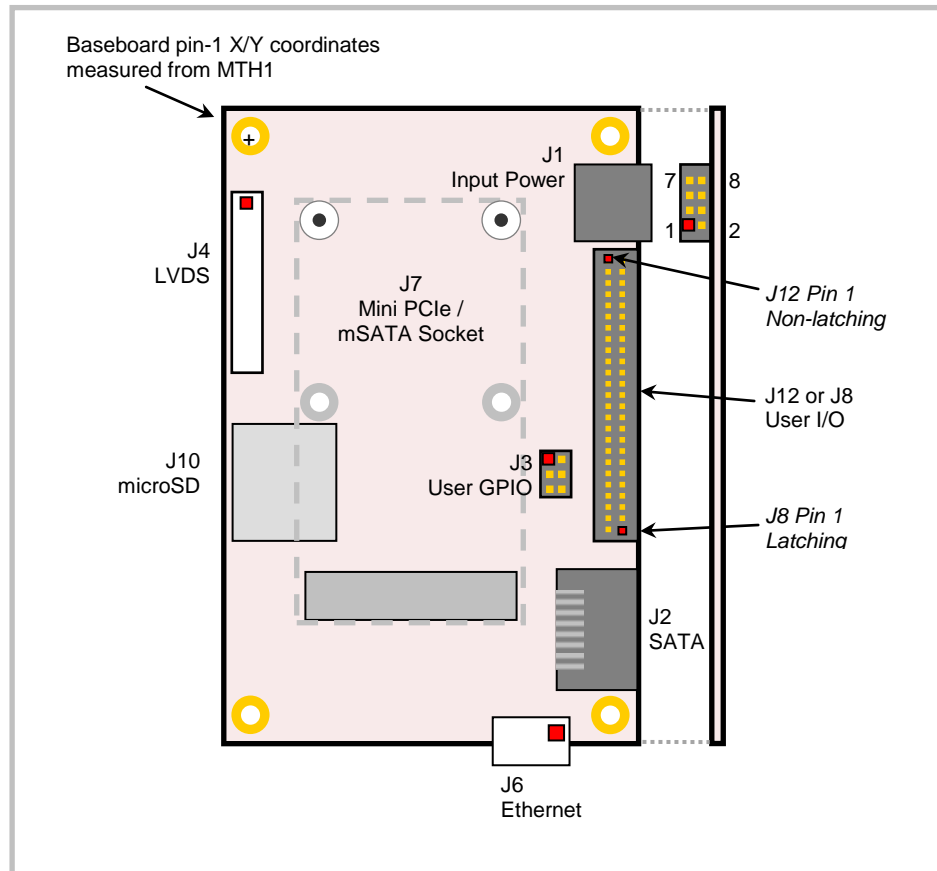 Baseboard pin-1 X/Y coordinates
measured from MTH1
+
J1
Input Power
7 8
1 2
J4
LVDS
J7
Mini PCIe /
mSATA Socket
J12 Pin 1
Non-latching
J12 or J8
User I/O
J10
microSD
J3
User GPIO
J8 Pin 1
Latching
J2
SATA
J6
Ethernet